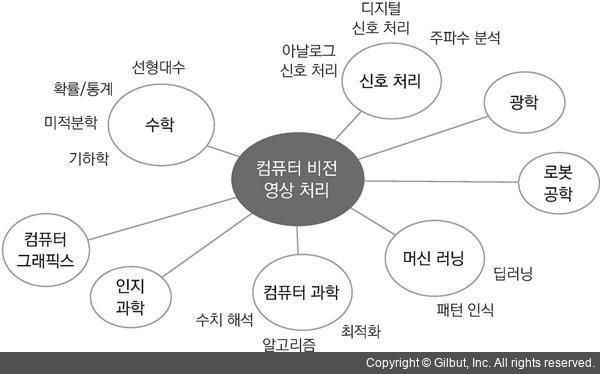 디지털
신호 처리
주파수 분석
아날로그
신호 처리
신호 처리
선형대수
확률/통계
미적분학
기하학
수학
광학
컴퓨터 비전
영상 처리
로봇
공학
컴퓨터
그래픽스
인지
과학
컴퓨터 과학
수치 해석
알고리즘
최적화
머신 러닝
딥러닝
패턴 인식
Copyright © Gilbut, Inc. All rights reserved.